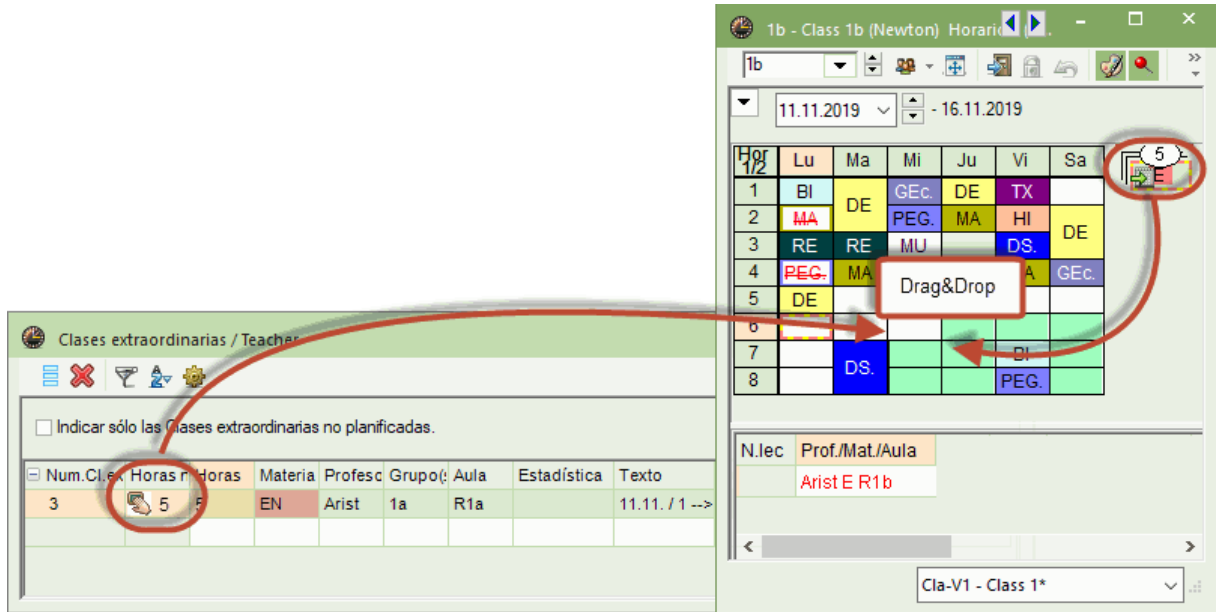 1b - Class 1b (Newton) Horario
1b
11.11.2019 - 16.11.2019
Hor 1/2 Lu Ma Mi Ju Vi Sa
5
E
1 BI DE GEc. DE TX
2 MA PEG. MA HI DE
3 RE RE MU DS.
4 PEG. MA A GEc.
5 DE
Drag&Drop
6
7 DS. BI
8 PEG.
N.lec Prof./Mat./Aula
Arist E R1b
Cla-V1 - Class 1*
Clases extraordinarias / Teacher
Indicar sólo las Clases extraordinarias no planificadas.
Num.Cl.ex Horas n Horas Materia Profesc Grupo(s Aula Estadística Texto
3 5 5 EN Arist 1a R1a 11.11. / 1 -->